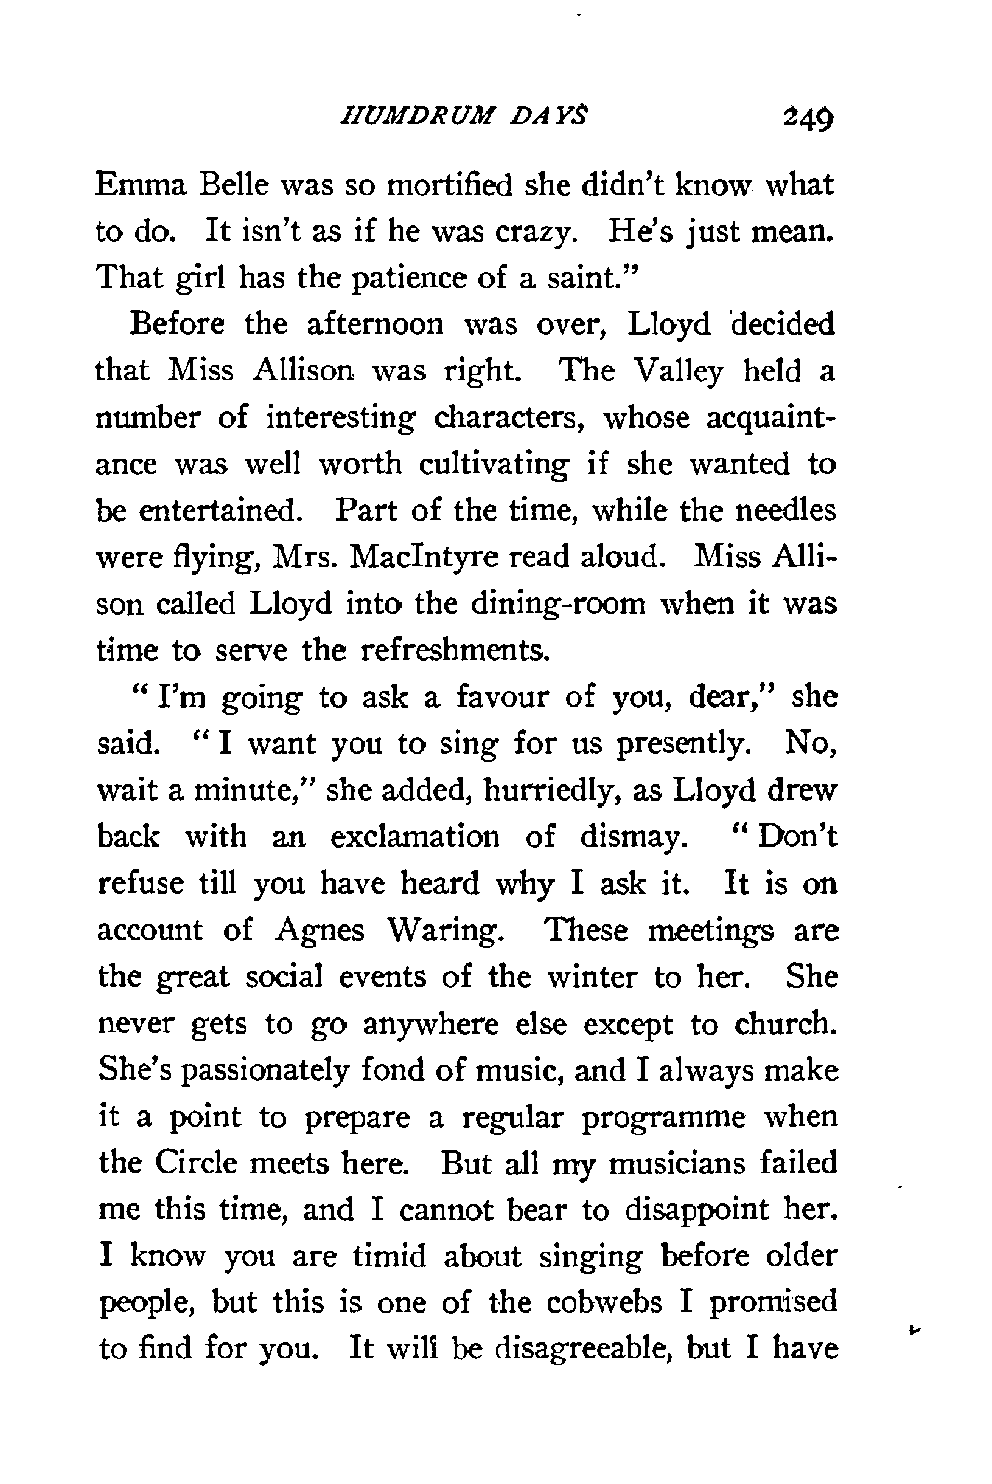 HUMDRUM DAYS 249
Emma Belle was so mortified she didn't know what
to do. It isn't as if he was crazy. He's just mean.
That girl has the patience of a saint."
Before the afternoon was over, Lloyd decided
that Miss Allison was right. The Valley held a
number of interesting characters, whose acquaint-
ance was well worth cultivating if she wanted to
be entertained. Part of the time, while the needles
were flying, Mrs. MacIntyre read aloud. Miss Alli-
son called Lloyd into the dining-room when it was
time to serve the refreshments.
"I'm going to ask a favour of you, dear," she
said. "I want you to sing for us presently. No,
wait a minute," she added, hurriedly, as Lloyd drew
back with an exclamation of dismay. "Don't
refuse till you have heard why I ask it. It is on
account of Agnes Waring. These meetings are
the great social events of the winter to her. She
never gets to go anywhere else except to church.
She's passionately fond of music, and I always make
it a point to prepare a regular programme when
the Circle meets here. But all my musicians failed
me this time, and I cannot bear to disappoint her.
I know you are timid about singing before older
people, but this is one of the cobwebs I promised
to find for you. It will be disagreeable, but I have